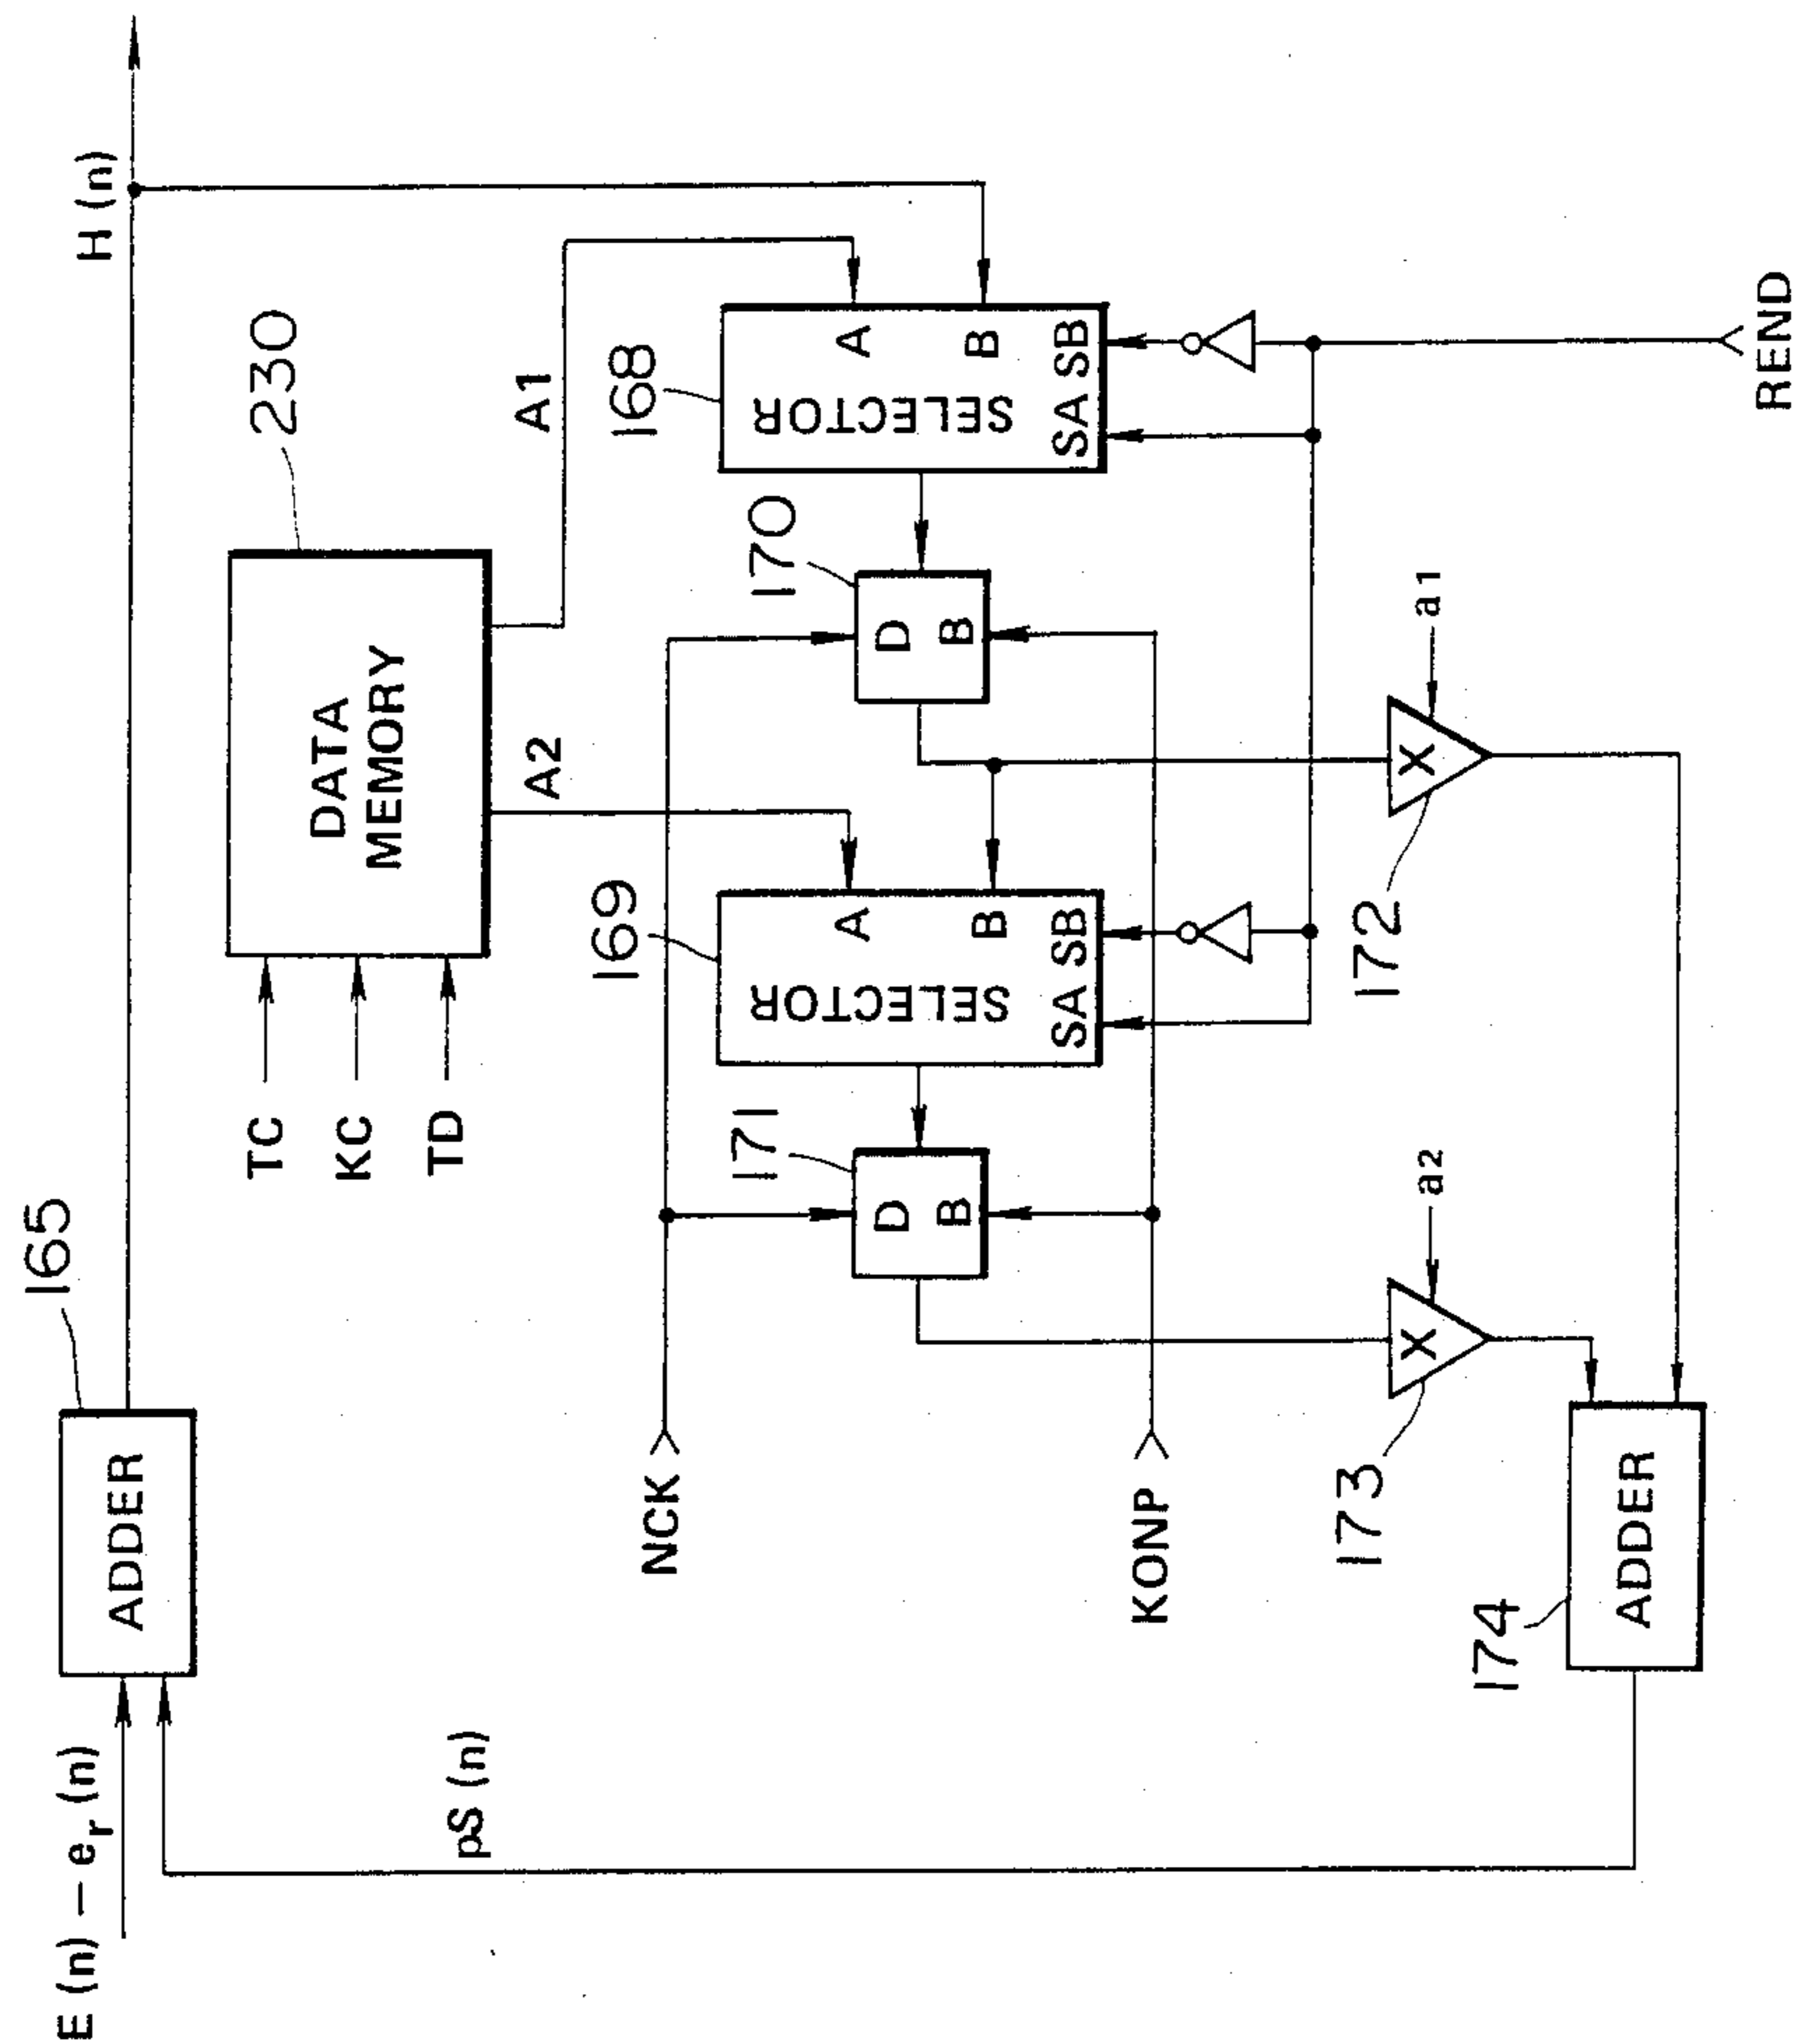 E (n) – er (n)
pS (n)
ADDER
165
H (n)
TC
KC
TD
DATA
MEMORY
230
A1
A2
NCK
KONP
171
D
B
169
SELECTOR
A
B
SA
SB
170
D
B
168
SELECTOR
A
B
SA
SB
REND
173
X
a2
172
X
a1
174
ADDER